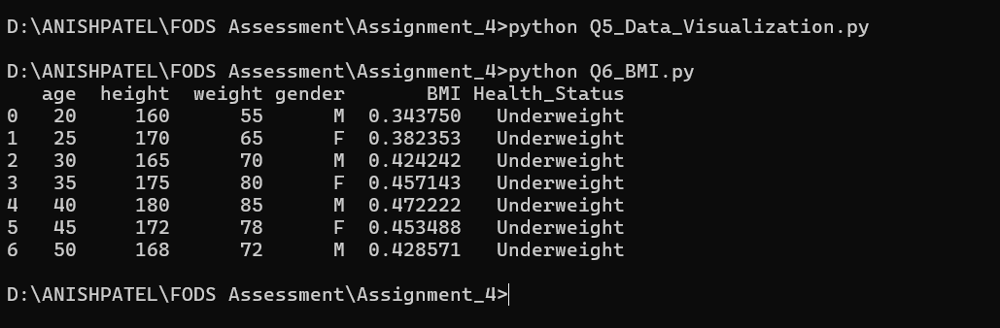 D:\ANISHPATEL\FODS Assessment\Assignment_4>python Q5_Data_Visualization.py
D:\ANISHPATEL\FODS Assessment\Assignment_4>python Q6_BMI.py
   age  height  weight gender       BMI Health_Status
0   20     160      55      M  0.343750   Underweight
1   25     170      65      F  0.382353   Underweight
2   30     165      70      M  0.424242   Underweight
3   35     175      80      F  0.457143   Underweight
4   40     180      85      M  0.472222   Underweight
5   45     172      78      F  0.453488   Underweight
6   50     168      72      M  0.428571   Underweight
D:\ANISHPATEL\FODS Assessment\Assignment_4>